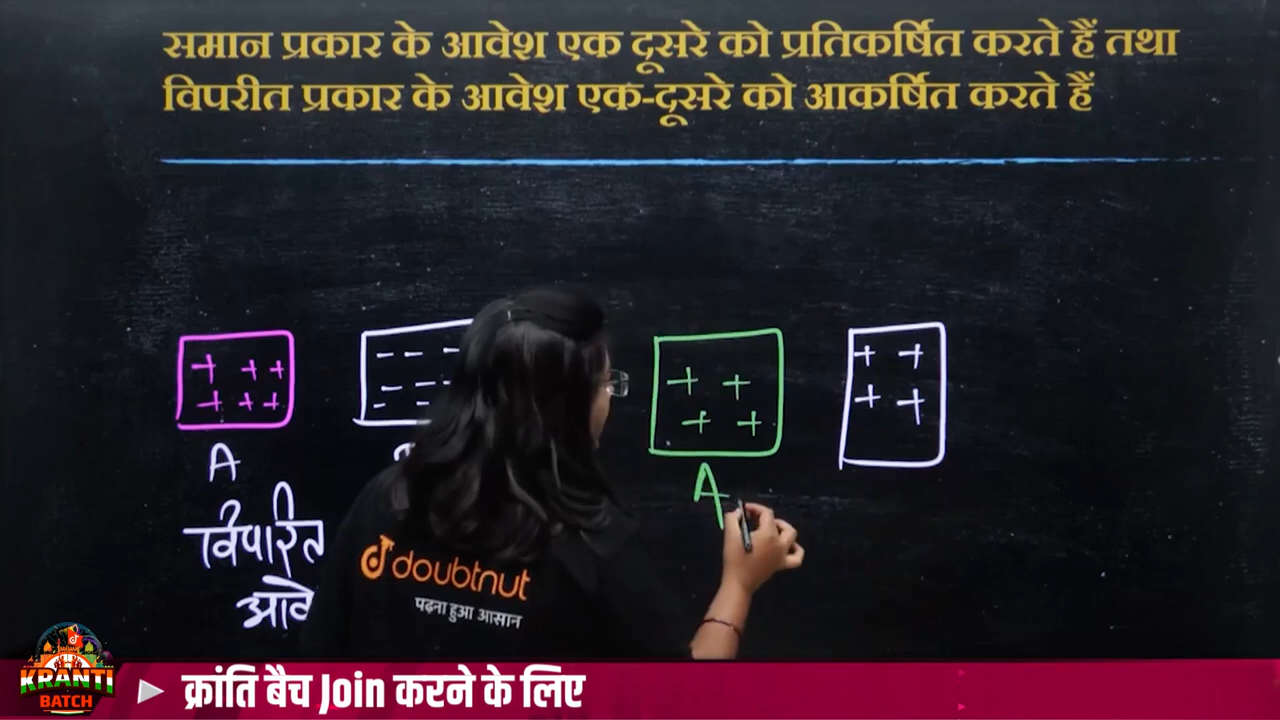 समान प्रकार के आवेश एक दूसरे को प्रतिकर्षित करते हैं तथा
विपरीत प्रकार के आवेश एक-दूसरे को आकर्षित करते हैं
+ + +
+ + +
- - -
- - -
- -
+ +
+ +
+ +
+ +
A
A
विपरित
आवे
doubtnut
पढ़ना हुआ आसान
KRANTI
BATCH
क्रांति बैच Join करने के लिए